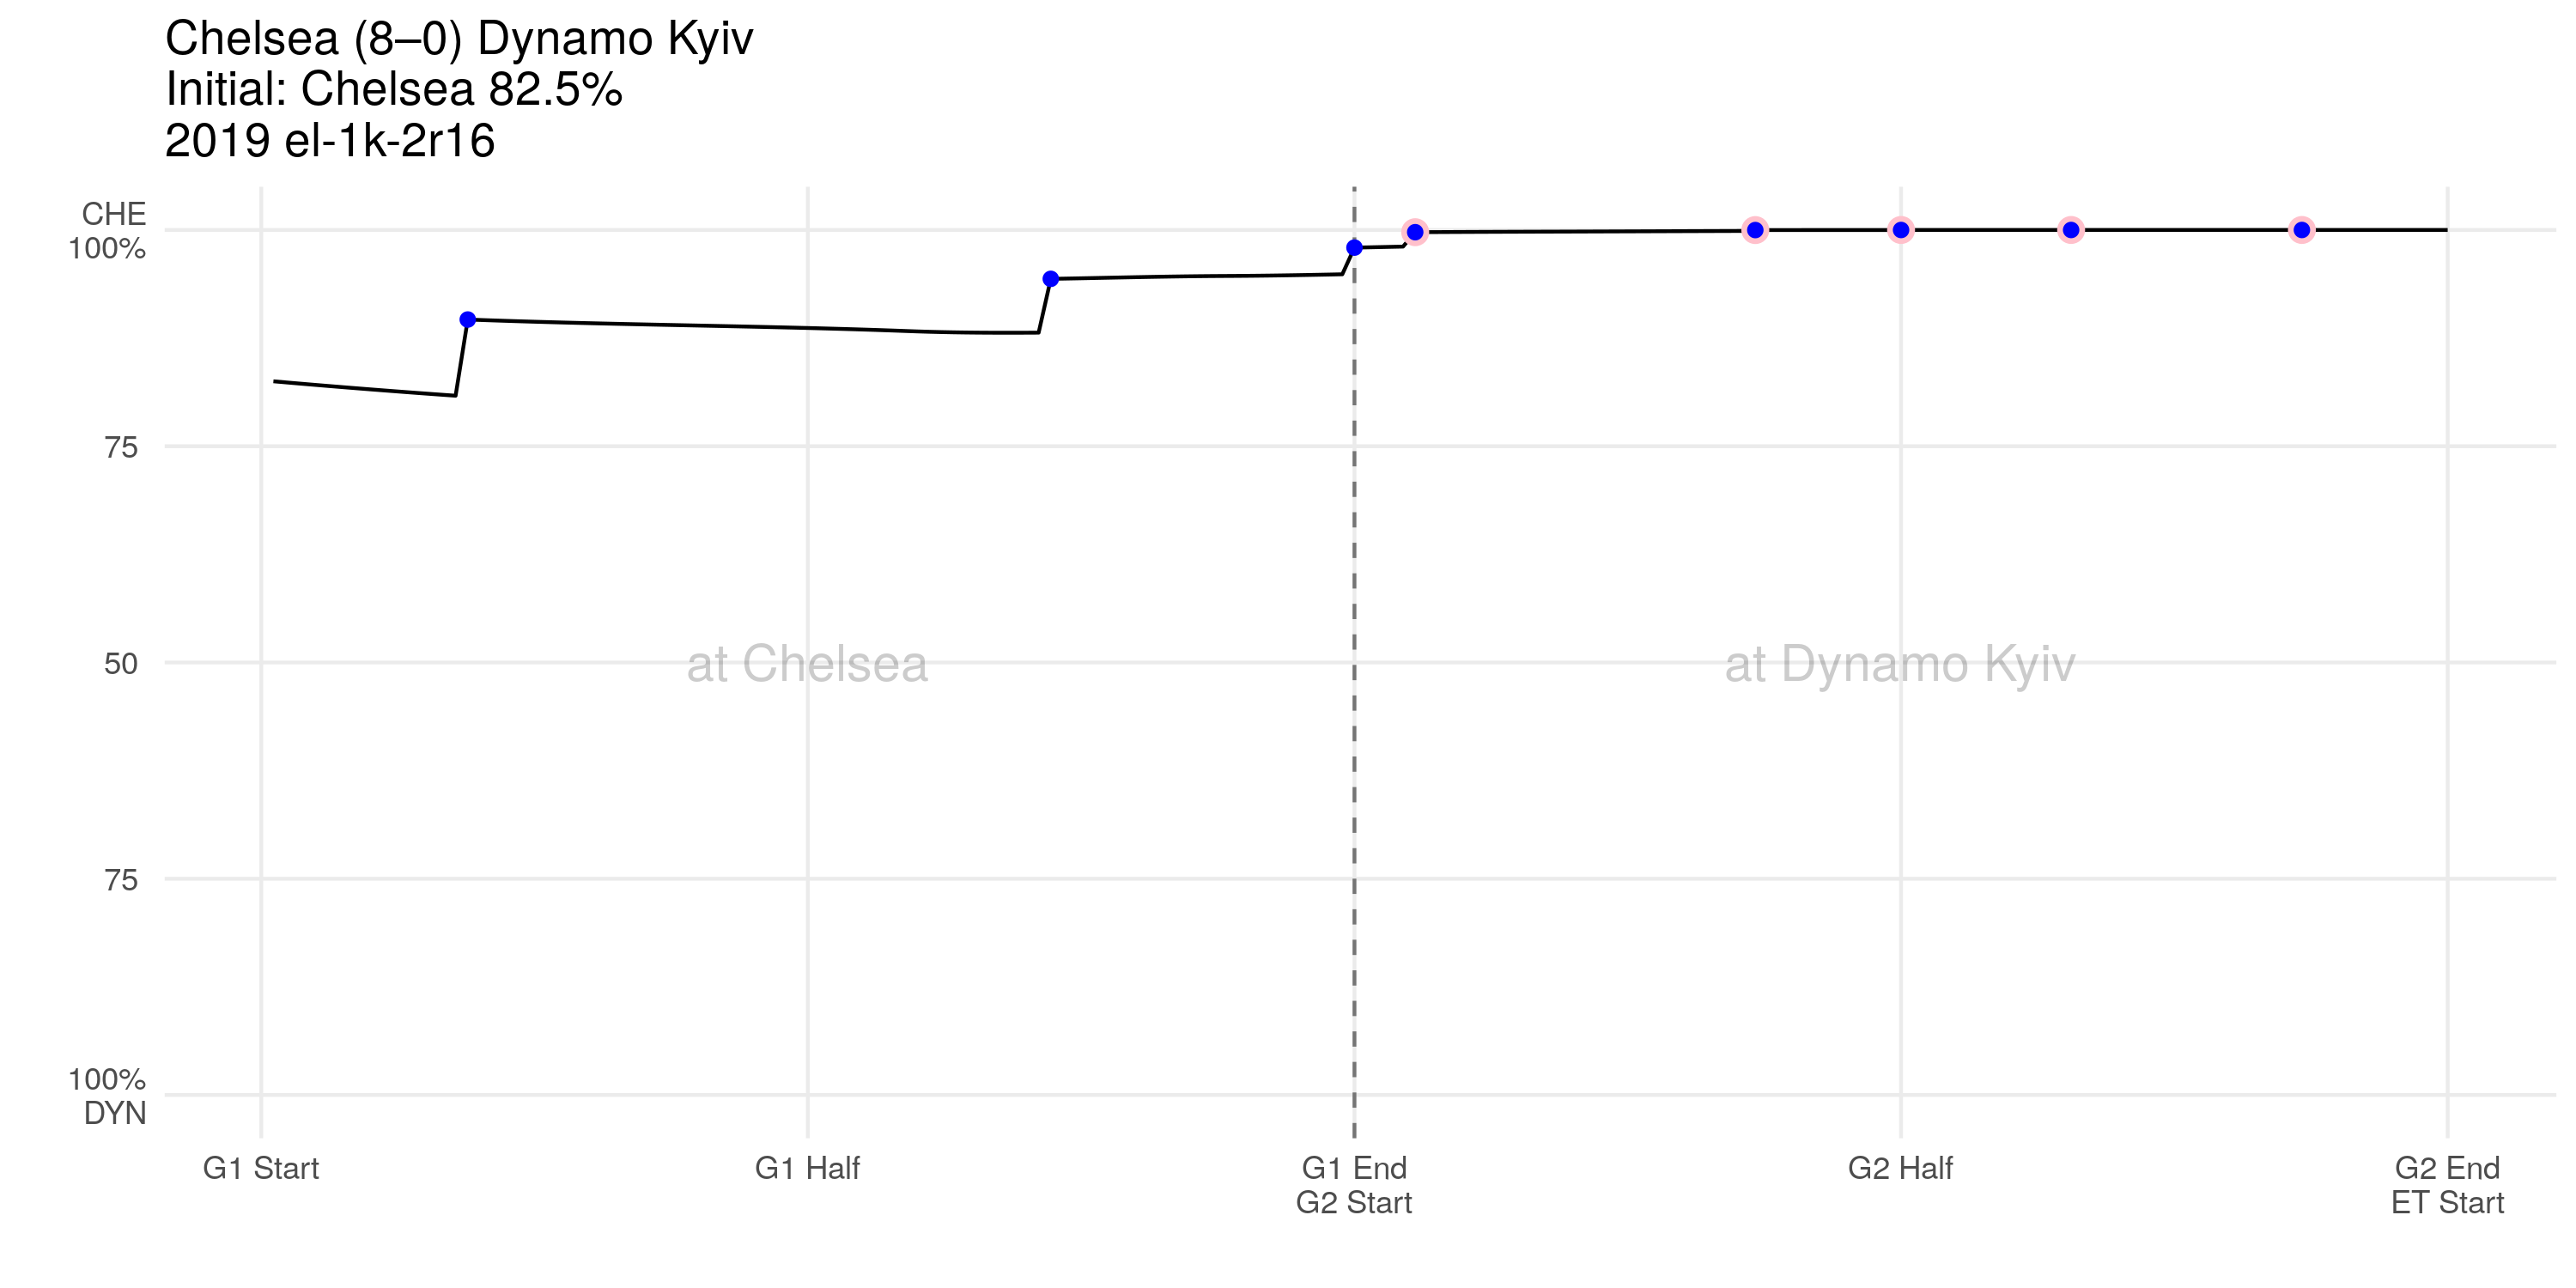 Chelsea (8–0) Dynamo Kyiv
Initial: Chelsea 82.5%
2019 el-1k-2r16
CHE
100%
75
50
75
100%
DYN
at Chelsea
at Dynamo Kyiv
G1 Start
G1 Half
G1 End
G2 Start
G2 Half
G2 End
ET Start